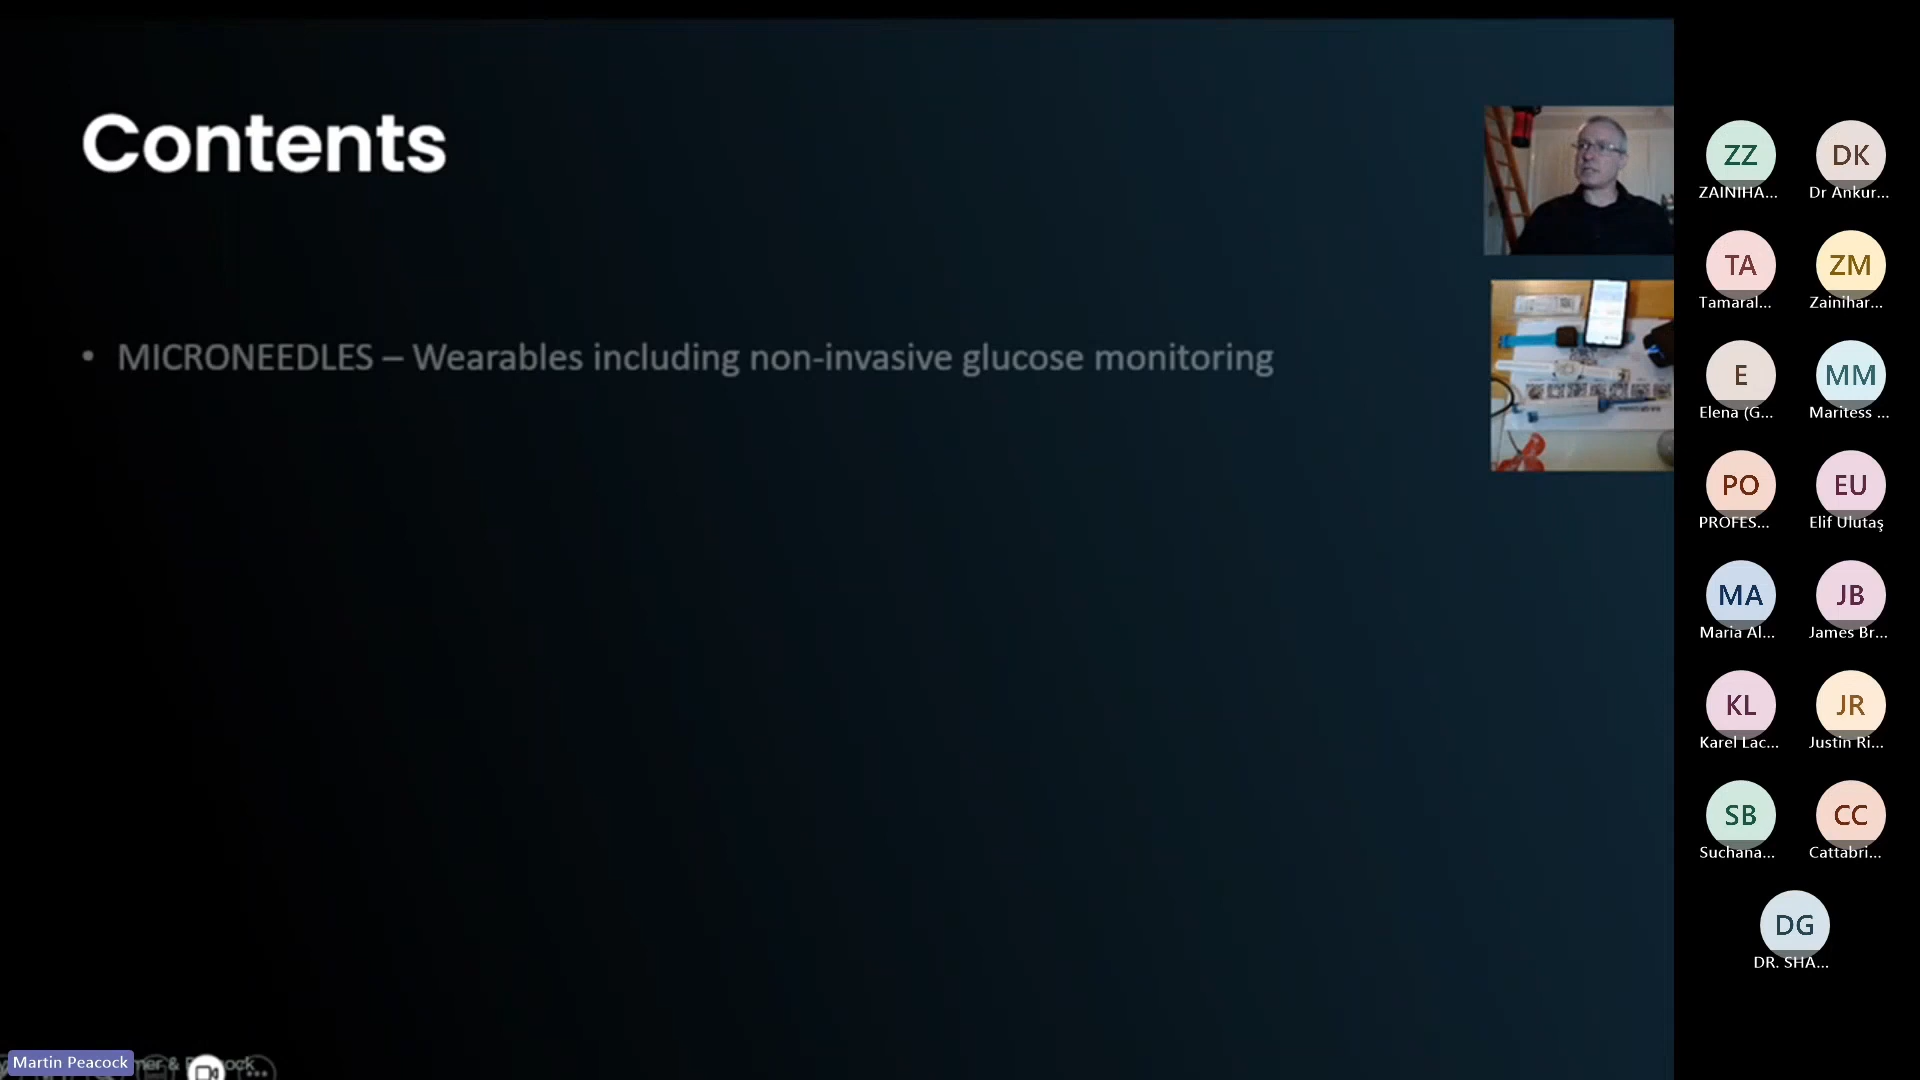 Contents
• MICRONEEDLES – Wearables including non-invasive glucose monitoring
ZZ
ZAINIHA...
DK
Dr Ankur...
TA
Tamaral...
ZM
Zainihar...
E
Elena (G...
MM
Maritess ...
PO
PROFES...
EU
Elif Ulutaş
MA
Maria Al...
JB
James Br...
KL
Karel Lac...
JR
Justin Ri...
SB
Suchana...
CC
Cattabri...
DG
DR. SHA...
Martin Peacock